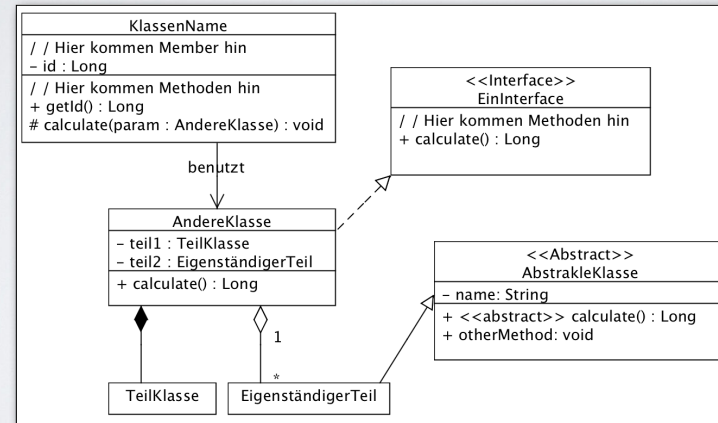 KlassenName
/ / Hier kommen Member hin
– id : Long
/ / Hier kommen Methoden hin
+ getId() : Long
# calculate(param : AndereKlasse) : void
<<Interface>>
EinInterface
/ / Hier kommen Methoden hin
+ calculate() : Long
benutzt
AndereKlasse
– teil1 : TeilKlasse
– teil2 : EigenständigerTeil
+ calculate() : Long
<<Abstract>>
AbstrakleKlasse
– name: String
+ <<abstract>> calculate() : Long
+ otherMethod: void
1
*
TeilKlasse
EigenständigerTeil